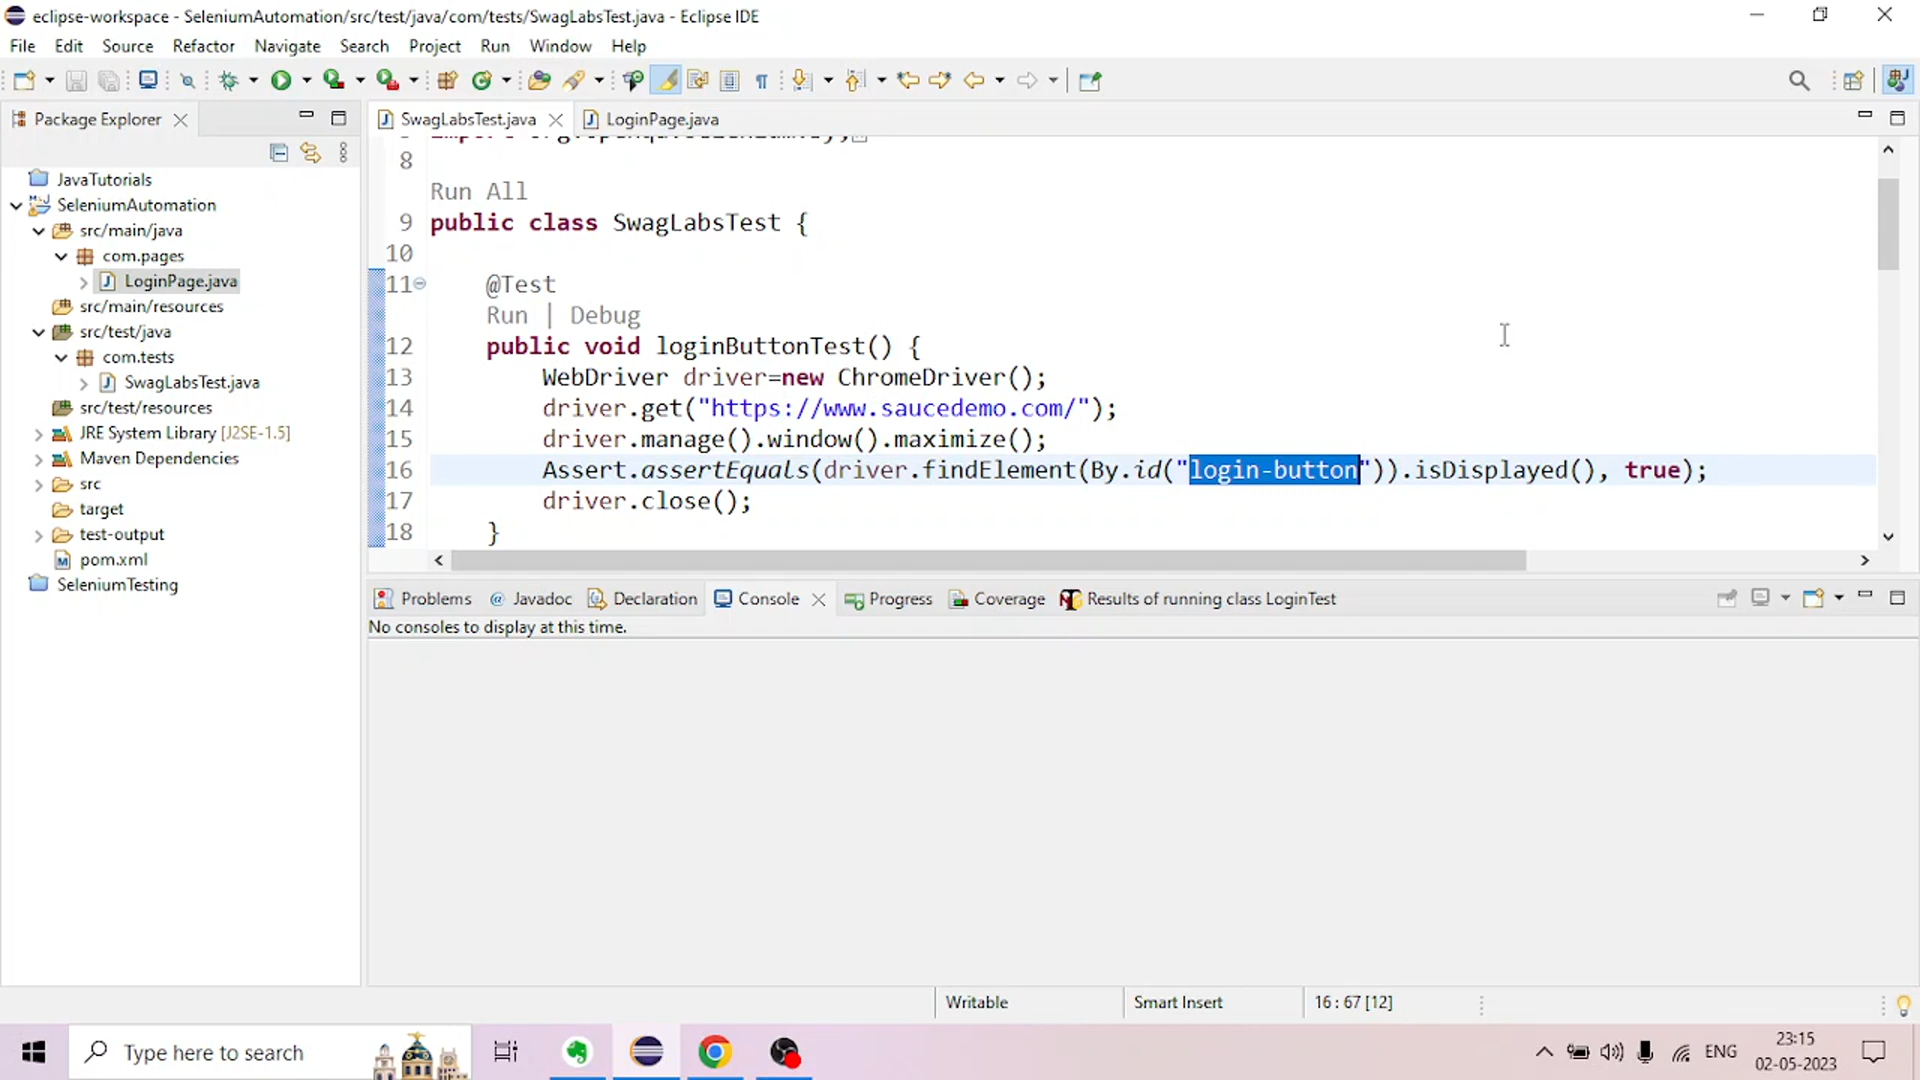 eclipse-workspace - SeleniumAutomation/src/test/java/com/tests/SwagLabsTest.java - Eclipse IDE
File Edit Source Refactor Navigate Search Project Run Window Help
Package Explorer
JavaTutorials
SeleniumAutomation
src/main/java
com.pages
LoginPage.java
src/main/resources
src/test/java
com.tests
SwagLabsTest.java
src/test/resources
JRE System Library [J2SE-1.5]
Maven Dependencies
src
target
test-output
pom.xml
SeleniumTesting
SwagLabsTest.java LoginPage.java
8
Run All
9 public class SwagLabsTest {
10
11 @Test
Run | Debug
12 public void loginButtonTest() {
13 WebDriver driver=new ChromeDriver();
14 driver.get("https://www.saucedemo.com/");
15 driver.manage().window().maximize();
16 Assert.assertEquals(driver.findElement(By.id("login-button")).isDisplayed(), true);
17 driver.close();
18 }
Problems Javadoc Declaration Console Progress Coverage Results of running class LoginTest
No consoles to display at this time.
Writable Smart Insert 16 : 67 [12]
Type here to search
ENG
23:15
02-05-2023